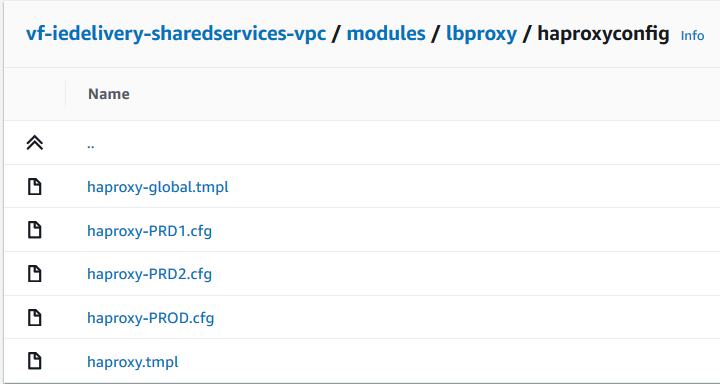 vf-iedelivery-sharedservices-vpc / modules / lbproxy / haproxyconfig Info
Name
..
haproxy-global.tmpl
haproxy-PRD1.cfg
haproxy-PRD2.cfg
haproxy-PROD.cfg
haproxy.tmpl